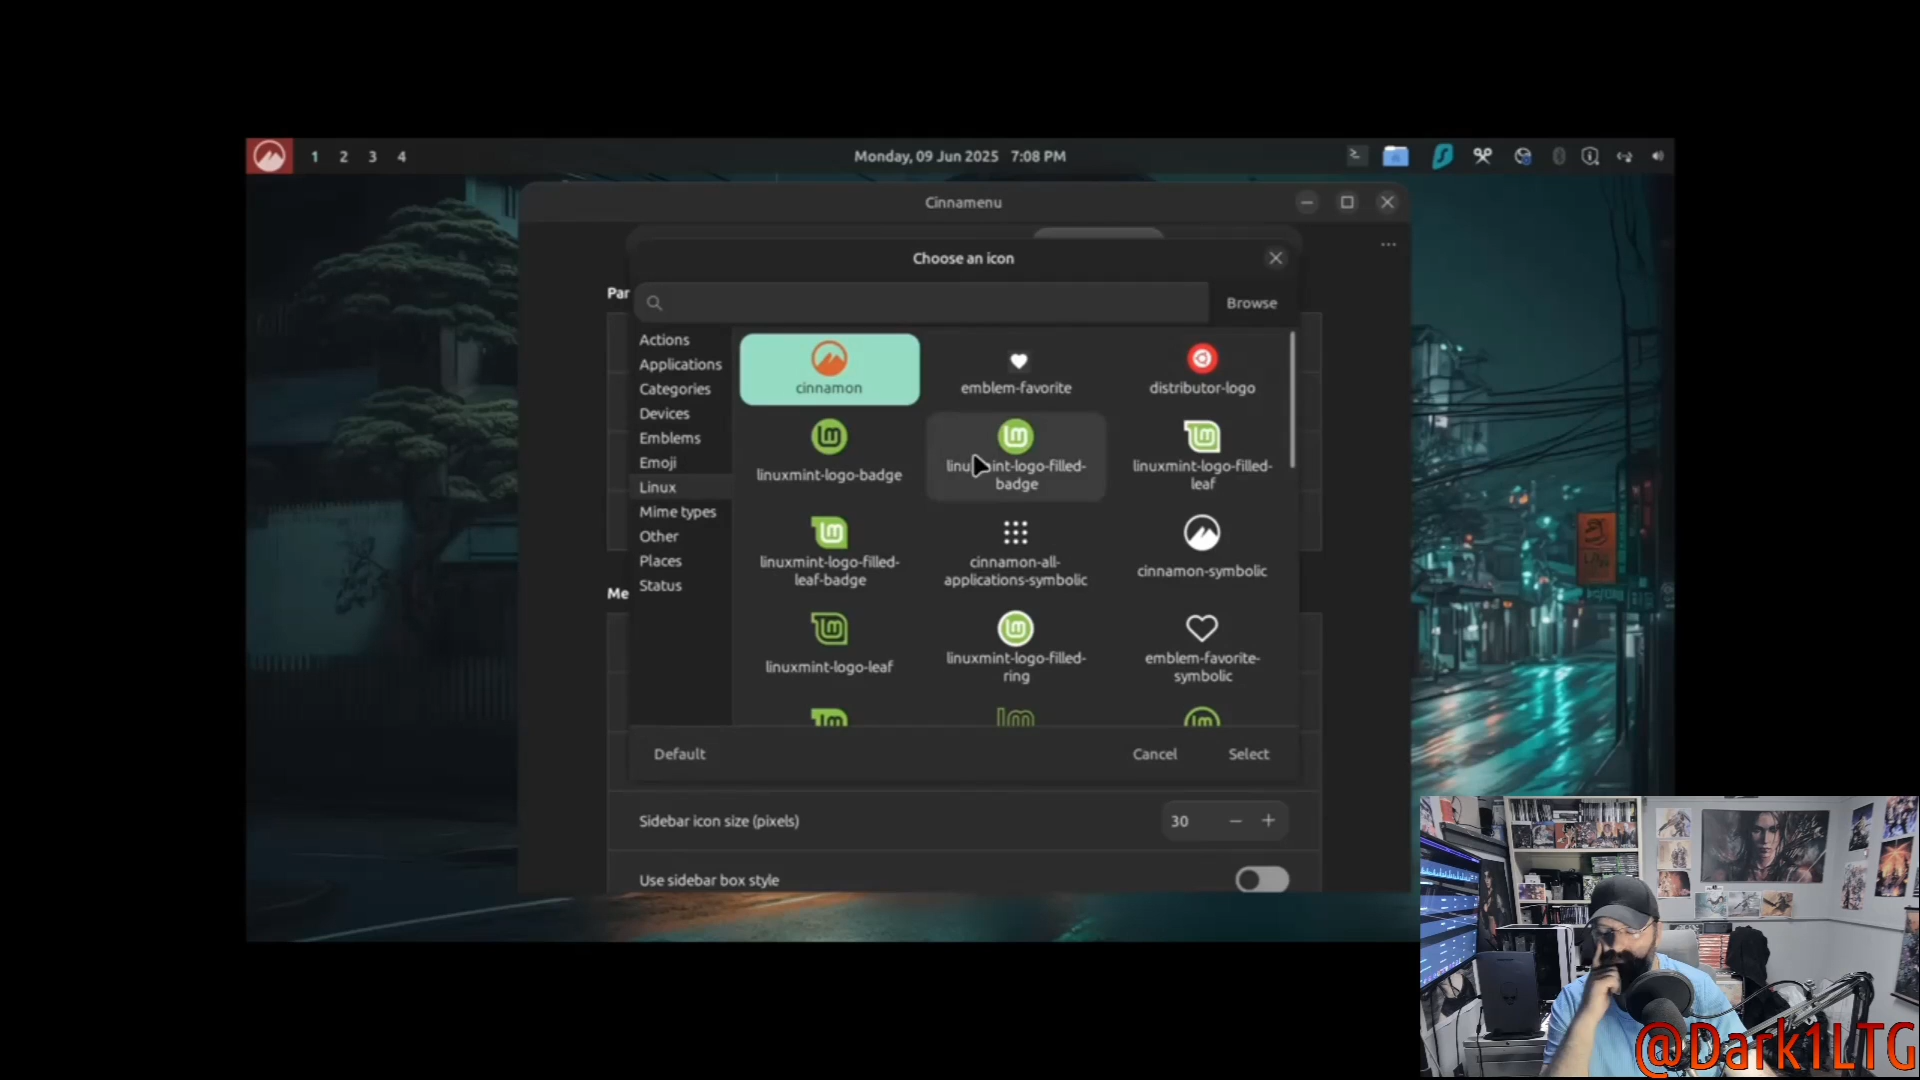 1 2 3 4
Monday, 09 Jun 2025 7:08 PM
Cinnamenu
Choose an icon
Par
Browse
Actions
Applications
Categories
Devices
Emblems
Emoji
Linux
Mime types
Other
Places
Status
cinnamon
emblem-favorite
distributor-logo
linuxmint-logo-badge
linuxmint-logo-filled-
badge
linuxmint-logo-filled-
leaf
linuxmint-logo-filled-
leaf-badge
cinnamon-all-
applications-symbolic
cinnamon-symbolic
linuxmint-logo-leaf
linuxmint-logo-filled-
ring
emblem-favorite-
symbolic
Me
Default
Cancel
Select
Sidebar icon size (pixels)
30
Use sidebar box style
@Dark1LTG